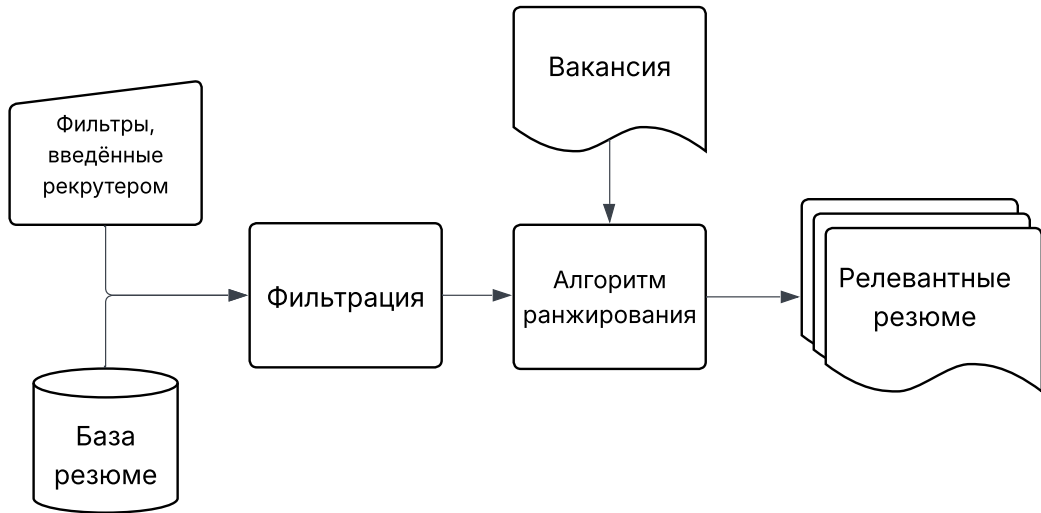 Вакансия
Фильтры,
введённые
рекрутером
Фильтрация
Алгоритм
ранжирования
Релевантные
резюме
База
резюме